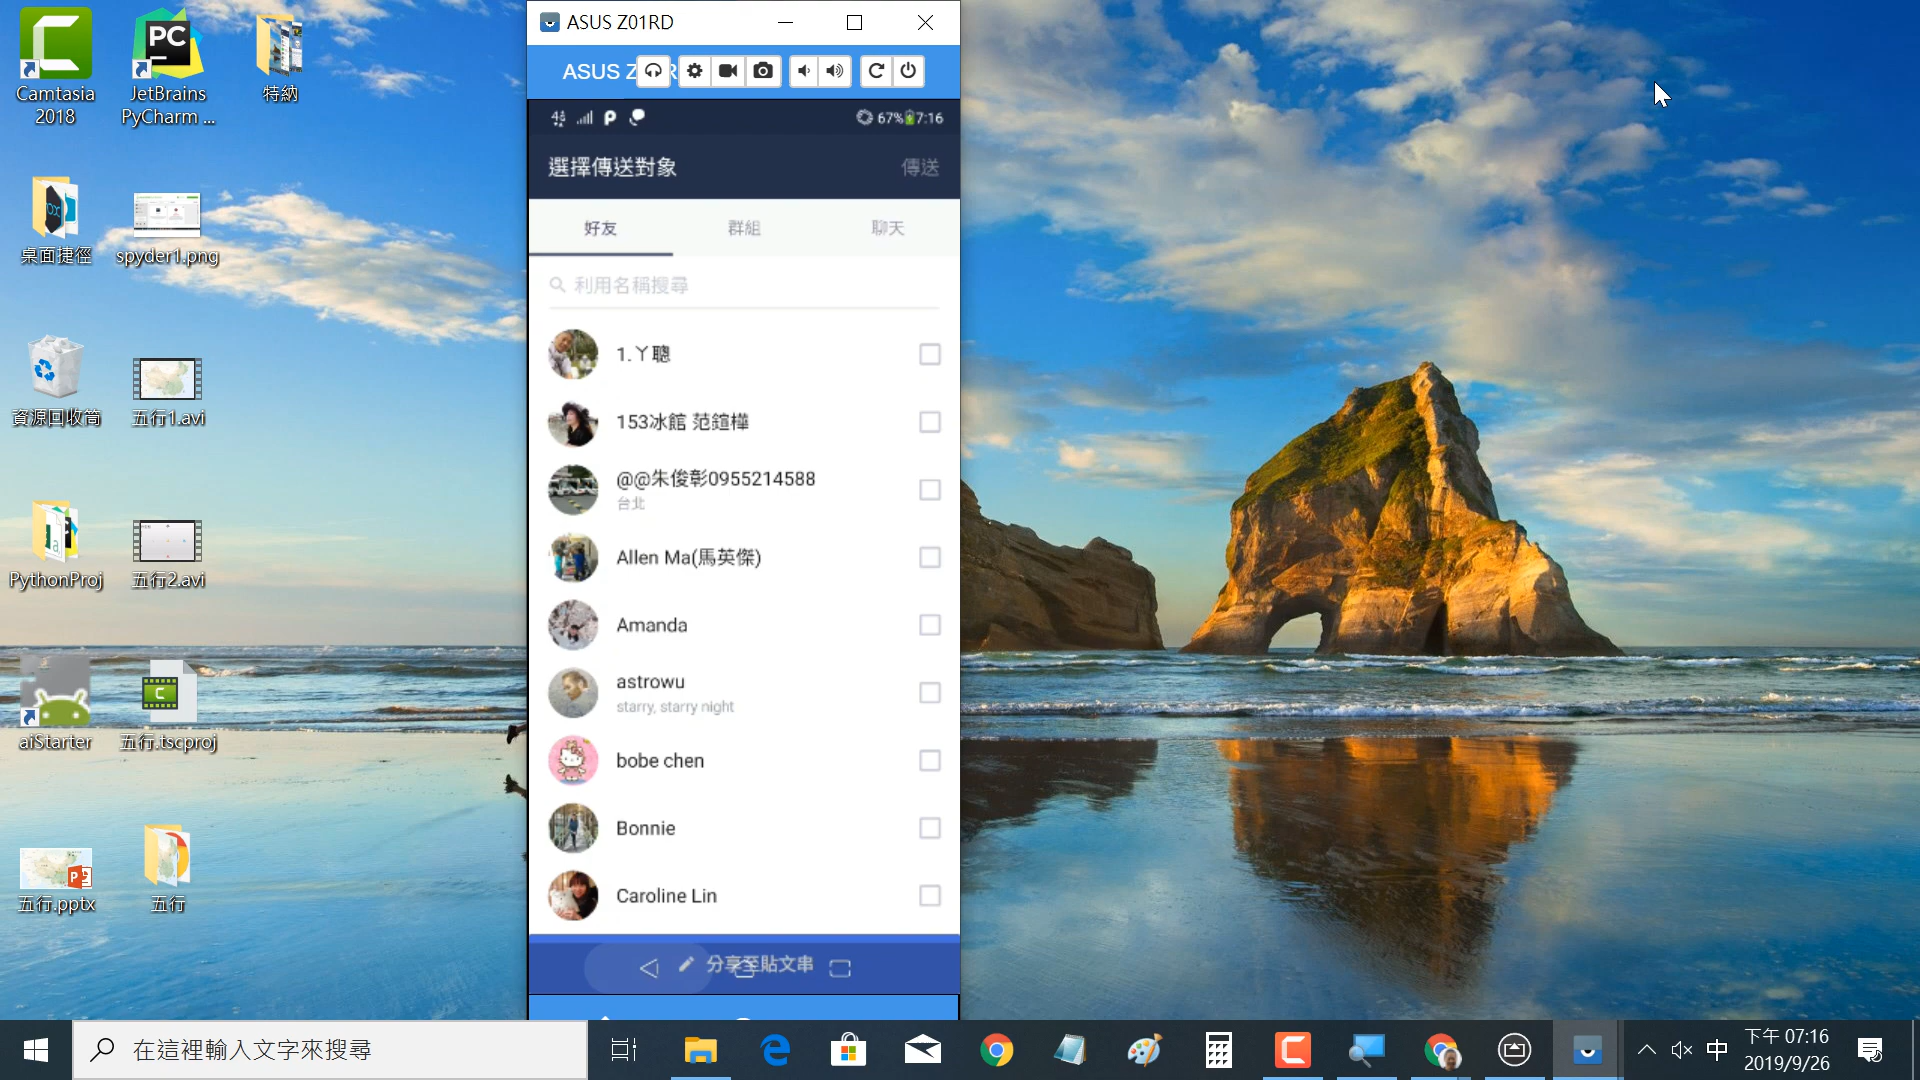 Camtasia
2018
JetBrains
PyCharm ...
特納
桌面捷徑
spyder1.png
資源回收筒
五行1.avi
PythonProj
五行2.avi
aiStarter
五行.tscproj
五行.pptx
五行
ASUS Z01RD
ASUS Z
67%
7:16
選擇傳送對象
傳送
好友
群組
聊天
利用名稱搜尋
1.丫聰
153冰館 范鎧樺
@@朱俊彰0955214588
台北
Allen Ma(馬英傑)
Amanda
astrowu
starry, starry night
bobe chen
Bonnie
Caroline Lin
分享至貼文串
在這裡輸入文字來搜尋
中
下午 07:16
2019/9/26